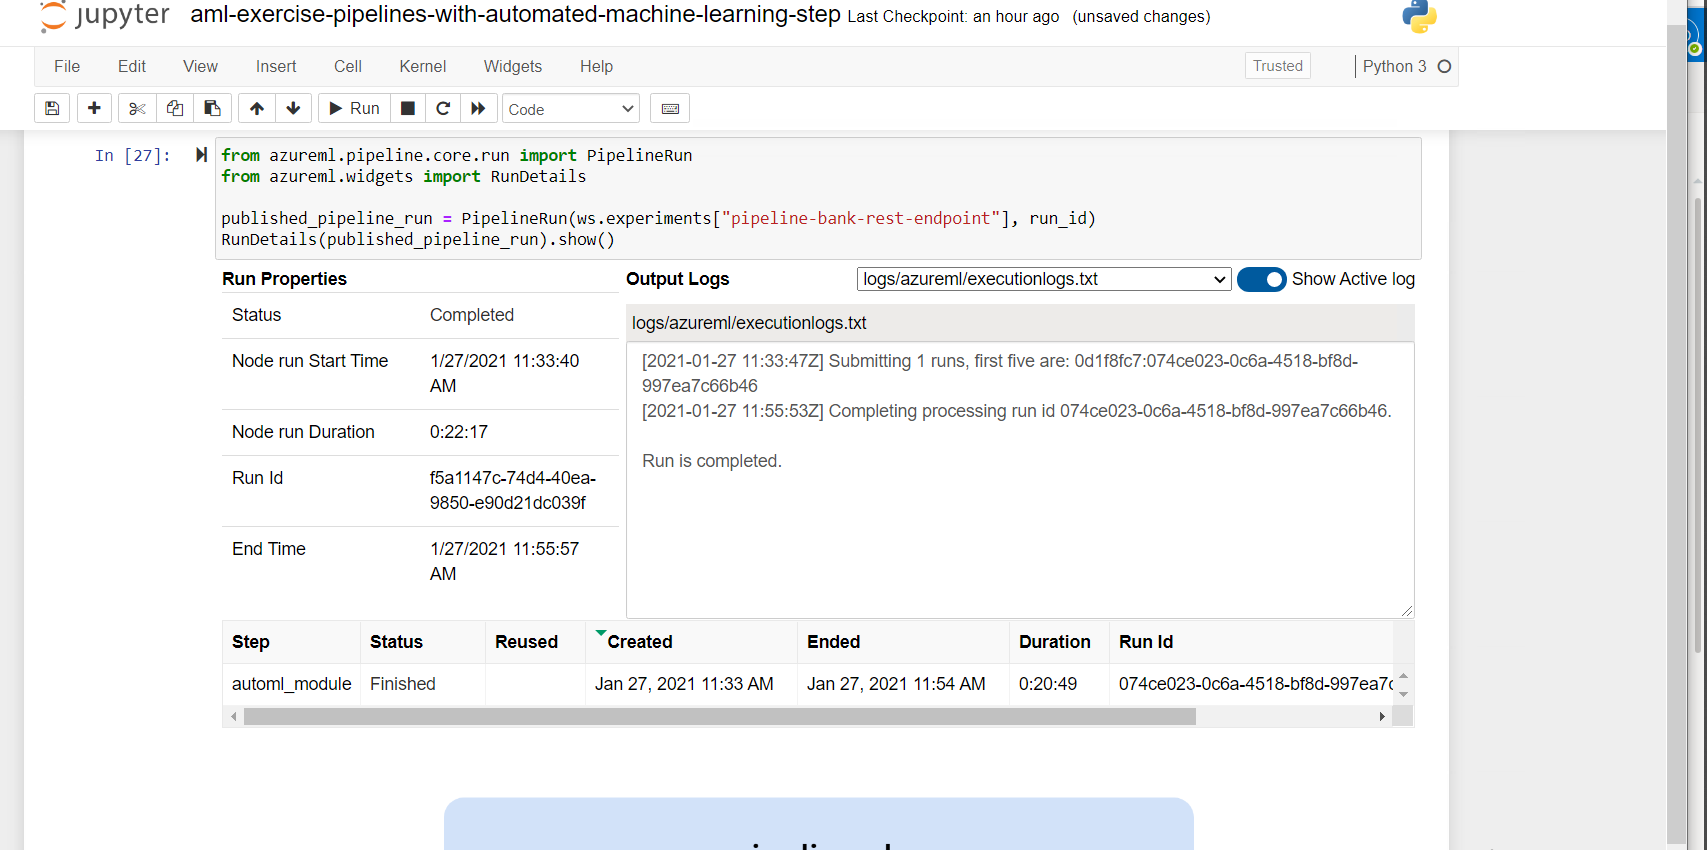 jupyter aml-exercise-pipelines-with-automated-machine-learning-step Last Checkpoint: an hour ago (unsaved changes)
File Edit View Insert Cell Kernel Widgets Help Trusted Python 3
Run Code
In [27]: from azureml.pipeline.core.run import PipelineRun
from azureml.widgets import RunDetails
published_pipeline_run = PipelineRun(ws.experiments["pipeline-bank-rest-endpoint"], run_id)
RunDetails(published_pipeline_run).show()
Run Properties
Status Completed
Node run Start Time 1/27/2021 11:33:40
AM
Node run Duration 0:22:17
Run Id f5a1147c-74d4-40ea-
9850-e90d21dc039f
End Time 1/27/2021 11:55:57
AM
Output Logs logs/azureml/executionlogs.txt Show Active log
logs/azureml/executionlogs.txt
[2021-01-27 11:33:47Z] Submitting 1 runs, first five are: 0d1f8fc7:074ce023-0c6a-4518-bf8d-
997ea7c66b46
[2021-01-27 11:55:53Z] Completing processing run id 074ce023-0c6a-4518-bf8d-997ea7c66b46.
Run is completed.
Step Status Reused Created Ended Duration Run Id
automl_module Finished Jan 27, 2021 11:33 AM Jan 27, 2021 11:54 AM 0:20:49 074ce023-0c6a-4518-bf8d-997ea7c